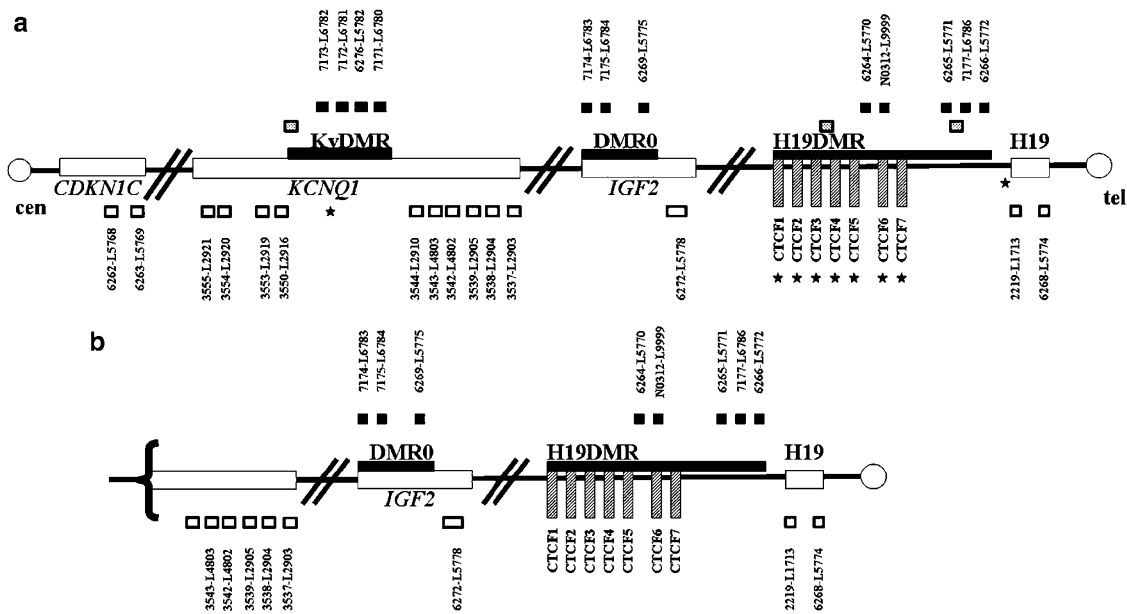 a
7173-L6782
7172-L6781
6276-L5782
7171-L6780
7174-L6783
7175-L6784
6269-L5775
6264-L5770
N0312-L9999
6265-L5771
7177-L6786
6266-L5772
KvDMR
DMR0
H19DMR
H19
CDKN1C
KCNQ1
IGF2
cen
tel
6262-L5768
6263-L5769
3555-L2921
3554-L2920
3553-L2919
3550-L2916
3544-L2910
3543-L4803
3542-L4802
3539-L2905
3538-L2904
3537-L2903
6272-L5778
CTCF1
CTCF2
CTCF3
CTCF4
CTCF5
CTCF6
CTCF7
2219-L1713
6268-L5774
b
7174-L6783
7175-L6784
6269-L5775
6264-L5770
N0312-L9999
6265-L5771
7177-L6786
6266-L5772
DMR0
H19DMR
H19
IGF2
3543-L4803
3542-L4802
3539-L2905
3538-L2904
3537-L2903
6272-L5778
CTCF1
CTCF2
CTCF3
CTCF4
CTCF5
CTCF6
CTCF7
2219-L1713
6268-L5774